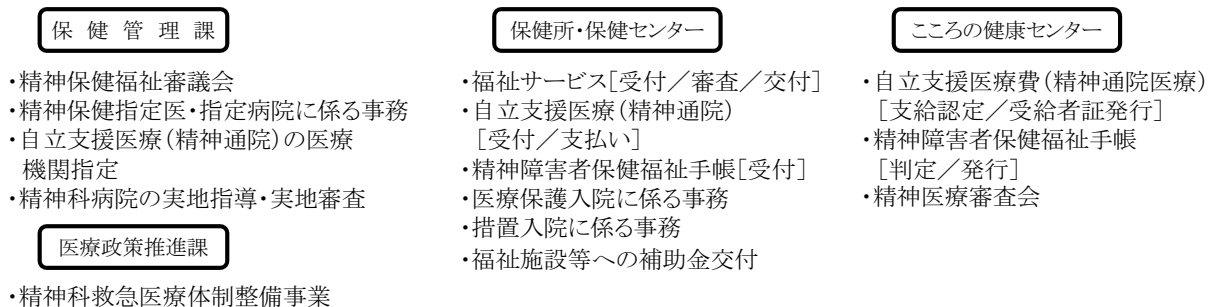 保健管理課
・精神保健福祉審議会
・精神保健指定医・指定病院に係る事務
・自立支援医療(精神通院)の医療
機関指定
・精神科病院の実地指導・実地審査
医療政策推進課
・精神科救急医療体制整備事業
保健所・保健センター
・福祉サービス[受付/審査/交付]
・自立支援医療(精神通院)
[受付/支払い]
・精神障害者保健福祉手帳[受付]
・医療保護入院に係る事務
・措置入院に係る事務
・福祉施設等への補助金交付
こころの健康センター
・自立支援医療費(精神通院医療)
[支給認定/受給者証発行]
・精神障害者保健福祉手帳
[判定/発行]
・精神医療審査会